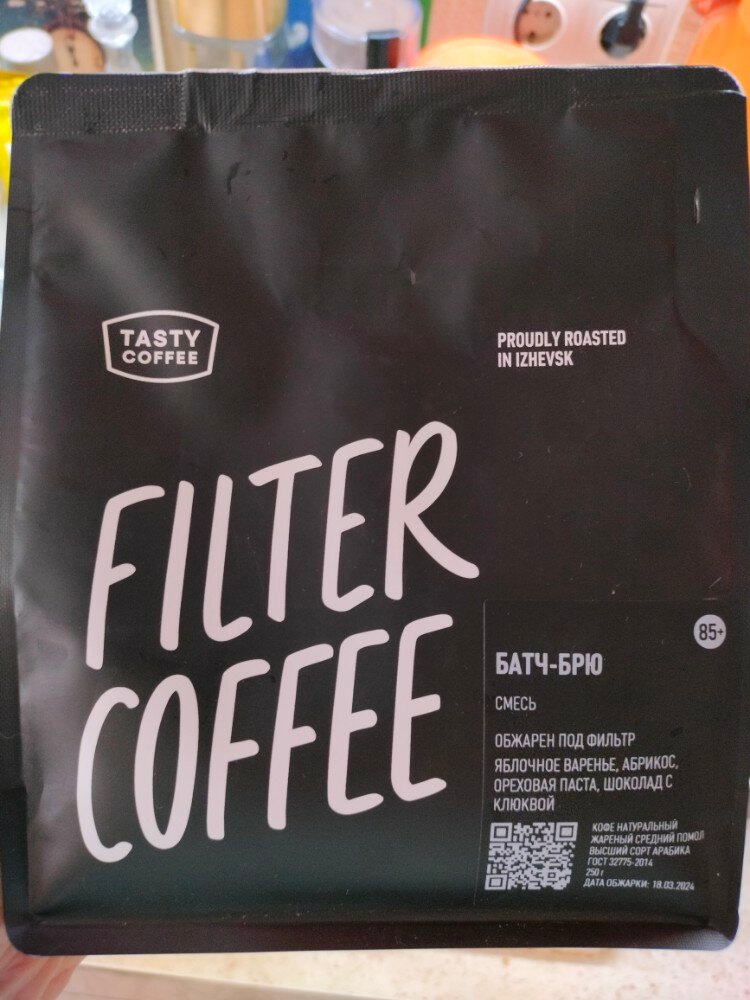 TASTY
COFFEE
PROUDLY ROASTED
IN IZHEVSK
FILTER
COFFEE
85+
БАТЧ-БРЮ
СМЕСЬ
ОБЖАРЕН ПОД ФИЛЬТР
ЯБЛОЧНОЕ ВАРЕНЬЕ, АБРИКОС,
ОРЕХОВАЯ ПАСТА, ШОКОЛАД С
КЛЮКВОЙ
КОФЕ НАТУРАЛЬНЫЙ
ЖАРЕНЫЙ СРЕДНИЙ ПОМОЛ
ВЫСШИЙ СОРТ АРАБИКА
ГОСТ 32775-2014
250 г
ДАТА ОБЖАРКИ: 18.03.2024